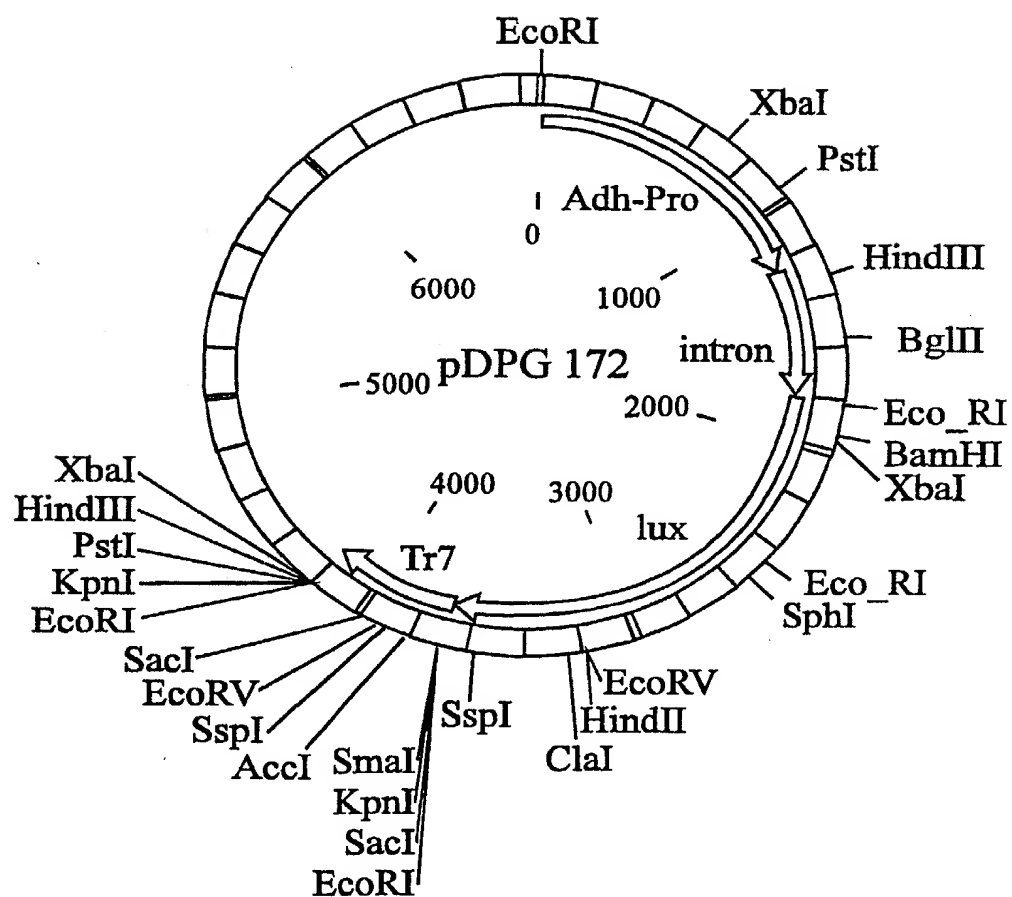 EcoRI
XbaI
PstI
HindIII
BglII
Eco_RI
BamHI
XbaI
Eco_RI
SphI
EcoRV
HindII
ClaI
SspI
SmaI
KpnI
SacI
EcoRI
AccI
SspI
EcoRV
SacI
EcoRI
KpnI
PstI
HindIII
XbaI
Adh-Pro
0
1000
6000
intron
pDPG 172
5000
2000
4000
3000
lux
Tr7